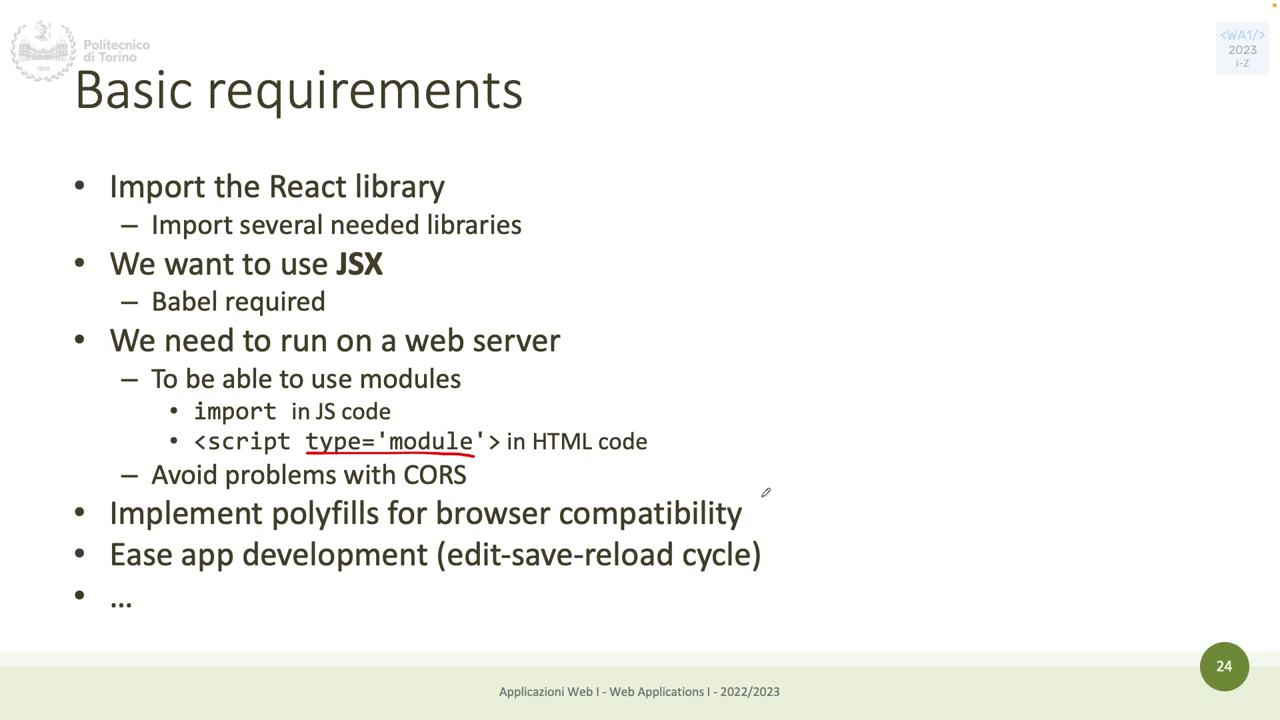 Politecnico
di Torino
1859
<WA1/>
2023
I-Z
Basic requirements
• Import the React library
– Import several needed libraries
• We want to use JSX
– Babel required
• We need to run on a web server
– To be able to use modules
• import in JS code
• <script type='module'> in HTML code
– Avoid problems with CORS
• Implement polyfills for browser compatibility
• Ease app development (edit-save-reload cycle)
• ...
24
Applicazioni Web I - Web Applications I - 2022/2023